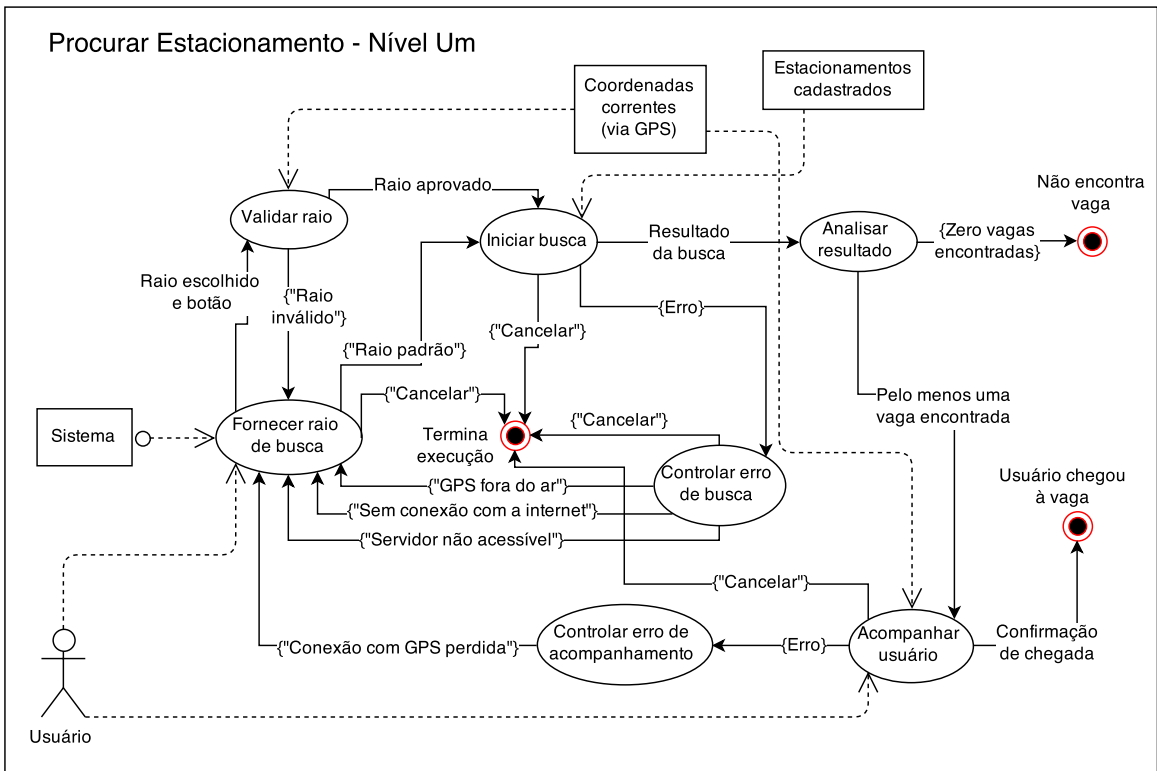 Procurar Estacionamento - Nível Um
Estacionamentos
cadastrados
Coordenadas
correntes
(via GPS)
Não encontra
vaga
Raio aprovado
Validar raio
Iniciar busca
Resultado
da busca
Analisar
resultado
{Zero vagas
encontradas}
Raio escolhido
e botão
{"Raio
inválido"}
{Erro}
{"Cancelar"}
{"Raio padrão"}
{"Cancelar"}
Pelo menos uma
vaga encontrada
Sistema
Fornecer raio
de busca
Termina
execução
{"Cancelar"}
Controlar erro
de busca
Usuário chegou
à vaga
{"GPS fora do ar"}
{"Sem conexão com a internet"}
{"Servidor não acessível"}
{"Cancelar"}
{"Conexão com GPS perdida"}
Controlar erro de
acompanhamento
{Erro}
Acompanhar
usuário
Confirmação
de chegada
Usuário